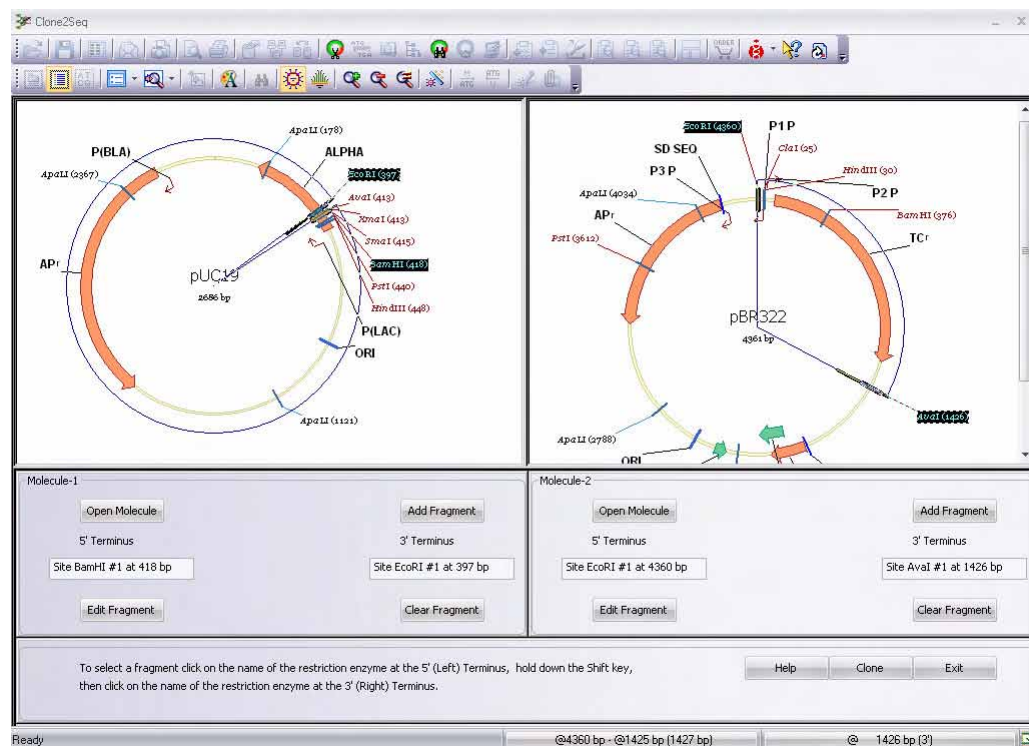 Clone2Seq
ORDER
ApaLI (178)
P(BLA)
ALPHA
ApaLI (2367)
EcoRI (397)
AvaI (413)
XmaI (413)
SmaI (415)
BamHI (418)
PstI (440)
HindIII (448)
APr
pUC19
2686 bp
P(LAC)
ORI
ApaLI (1121)
EcoRI (4360)
P1 P
SD SEQ
ClaI (25)
P3 P
HindIII (30)
ApaLI (4034)
P2 P
APr
BamHI (376)
PstI (3612)
TCr
pBR322
4361 bp
AvaI (1426)
ApaLI (2788)
ORI
Molecule-1
Open Molecule
Add Fragment
5' Terminus
3' Terminus
Site BamHI #1 at 418 bp
Site EcoRI #1 at 397 bp
Edit Fragment
Clear Fragment
Molecule-2
Open Molecule
Add Fragment
5' Terminus
3' Terminus
Site EcoRI #1 at 4360 bp
Site AvaI #1 at 1426 bp
Edit Fragment
Clear Fragment
To select a fragment click on the name of the restriction enzyme at the 5' (Left) Terminus, hold down the Shift key,
then click on the name of the restriction enzyme at the 3' (Right) Terminus.
Help
Clone
Exit
Ready
@4360 bp - @1425 bp (1427 bp)
@ 1426 bp (3')